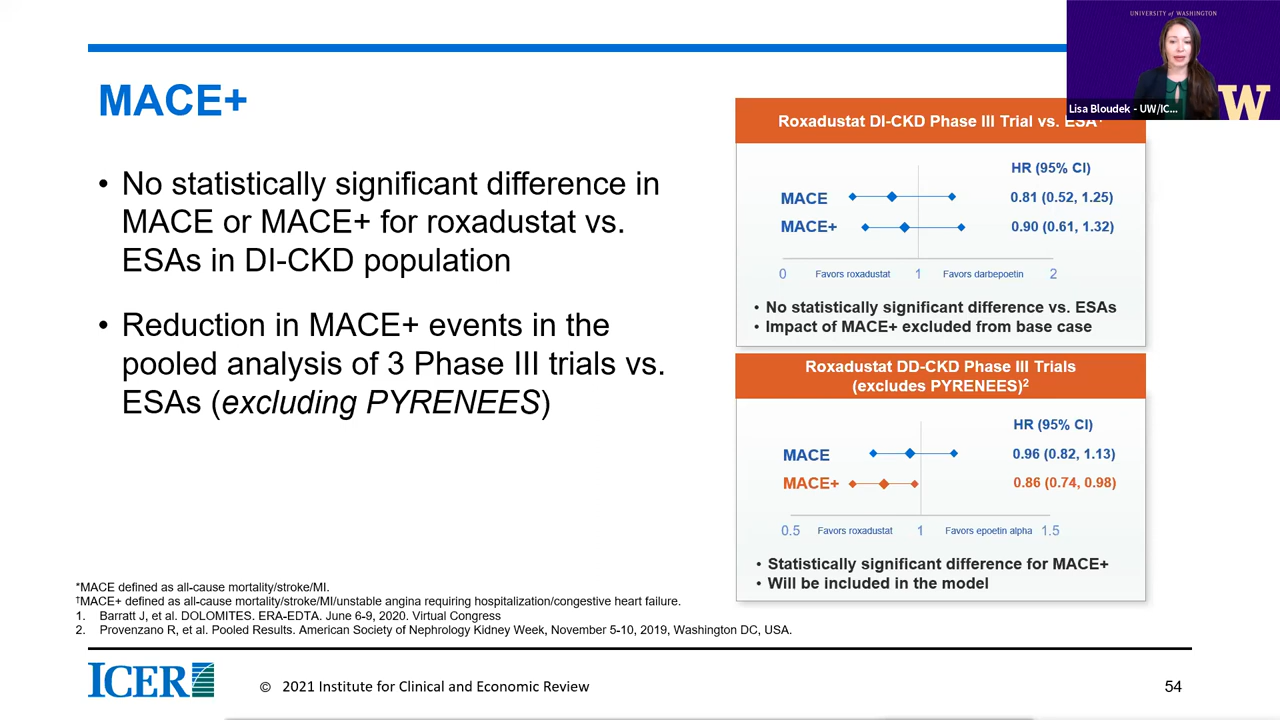 UNIVERSITY of WASHINGTON
W
Lisa Bloudek - UW/IC...
MACE+
• No statistically significant difference in
MACE or MACE+ for roxadustat vs.
ESAs in DI-CKD population
• Reduction in MACE+ events in the
pooled analysis of 3 Phase III trials vs.
ESAs (excluding PYRENEES)
Roxadustat DI-CKD Phase III Trial vs. ESA¹
HR (95% CI)
MACE 0.81 (0.52, 1.25)
MACE+ 0.90 (0.61, 1.32)
0 Favors roxadustat 1 Favors darbepoetin 2
• No statistically significant difference vs. ESAs
• Impact of MACE+ excluded from base case
Roxadustat DD-CKD Phase III Trials
(excludes PYRENEES)²
HR (95% CI)
MACE 0.96 (0.82, 1.13)
MACE+ 0.86 (0.74, 0.98)
0.5 Favors roxadustat 1 Favors epoetin alpha 1.5
• Statistically significant difference for MACE+
• Will be included in the model
*MACE defined as all-cause mortality/stroke/MI.
†MACE+ defined as all-cause mortality/stroke/MI/unstable angina requiring hospitalization/congestive heart failure.
1. Barratt J, et al. DOLOMITES. ERA-EDTA. June 6-9, 2020. Virtual Congress
2. Provenzano R, et al. Pooled Results. American Society of Nephrology Kidney Week, November 5-10, 2019, Washington DC, USA.
ICER
© 2021 Institute for Clinical and Economic Review
54